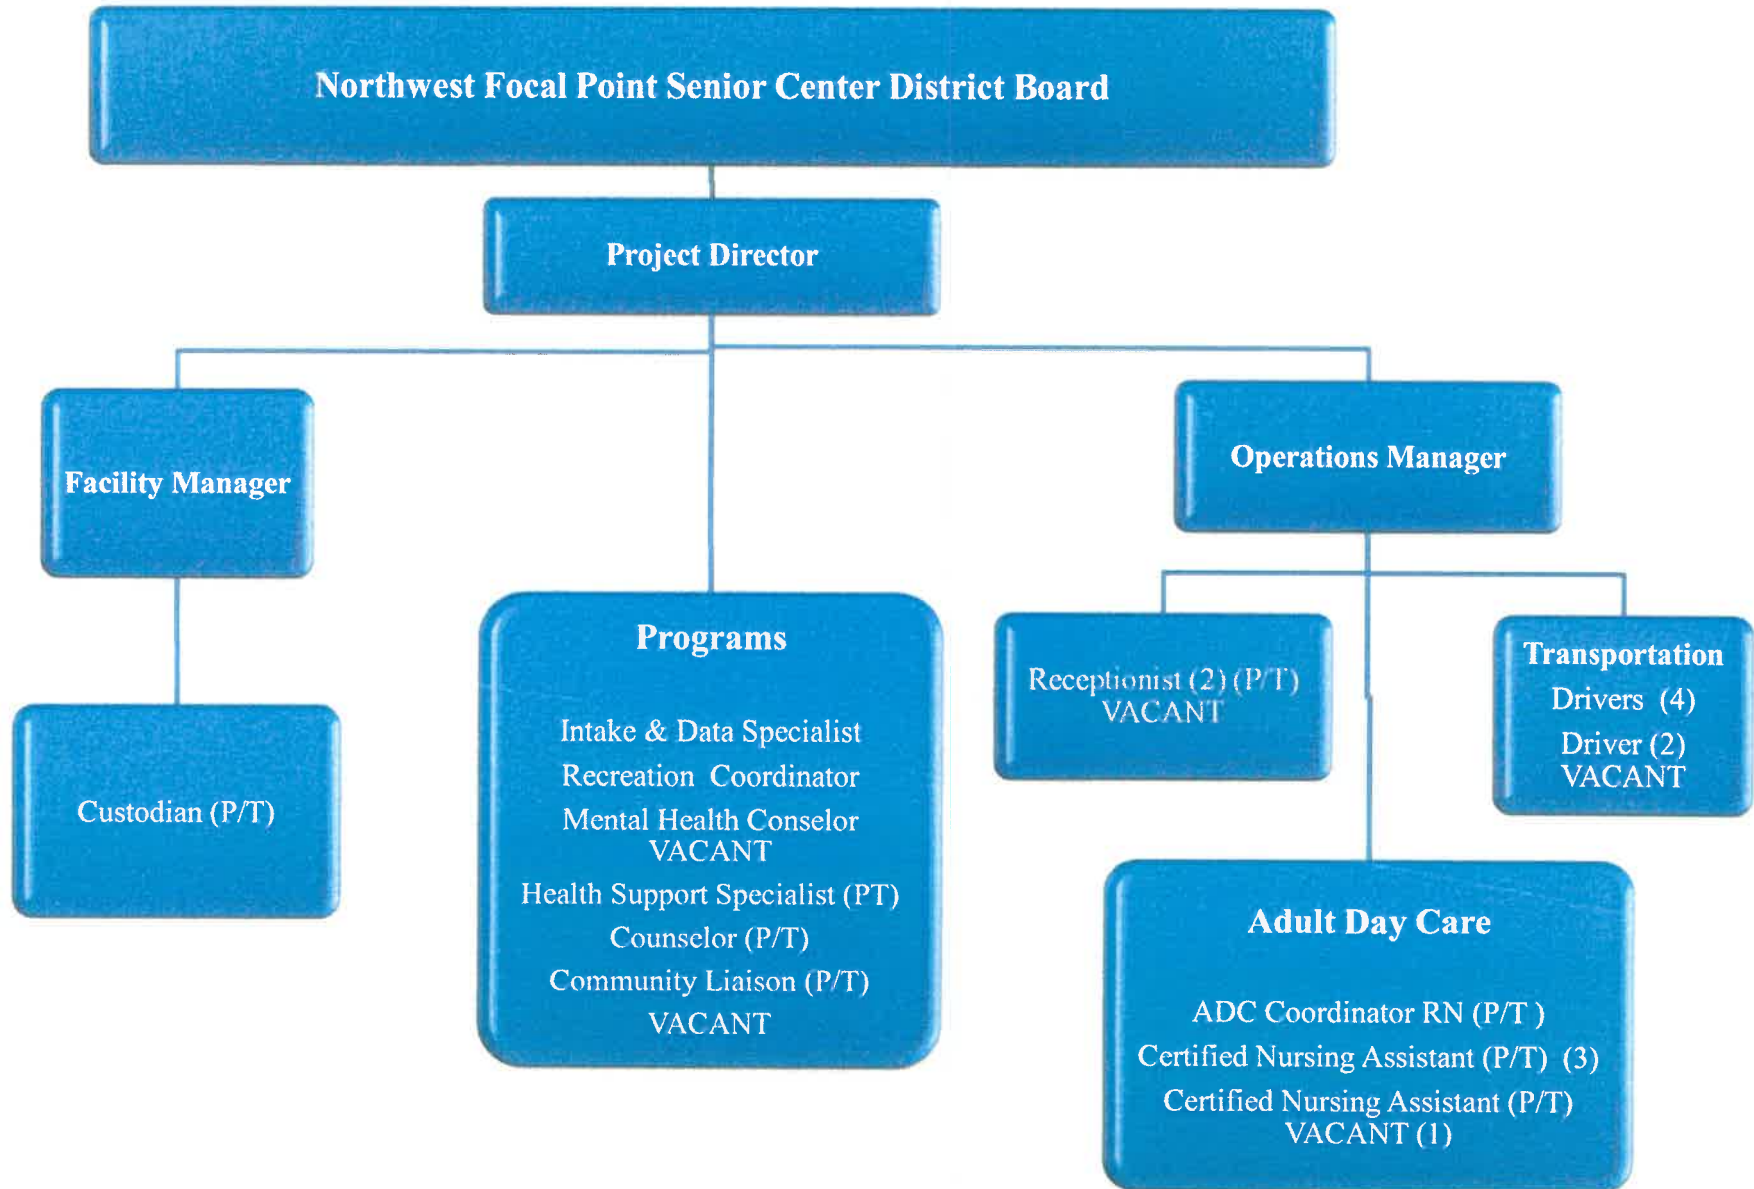 Northwest Focal Point Senior Center District Board
Project Director
Facility Manager
Operations Manager
Custodian (P/T)
Programs
Intake & Data Specialist
Recreation Coordinator
Mental Health Conselor
VACANT
Health Support Specialist (PT)
Counselor (P/T)
Community Liaison (P/T)
VACANT
Receptionist (2) (P/T)
VACANT
Transportation
Drivers (4)
Driver (2)
VACANT
Adult Day Care
ADC Coordinator RN (P/T )
Certified Nursing Assistant (P/T) (3)
Certified Nursing Assistant (P/T)
VACANT (1)